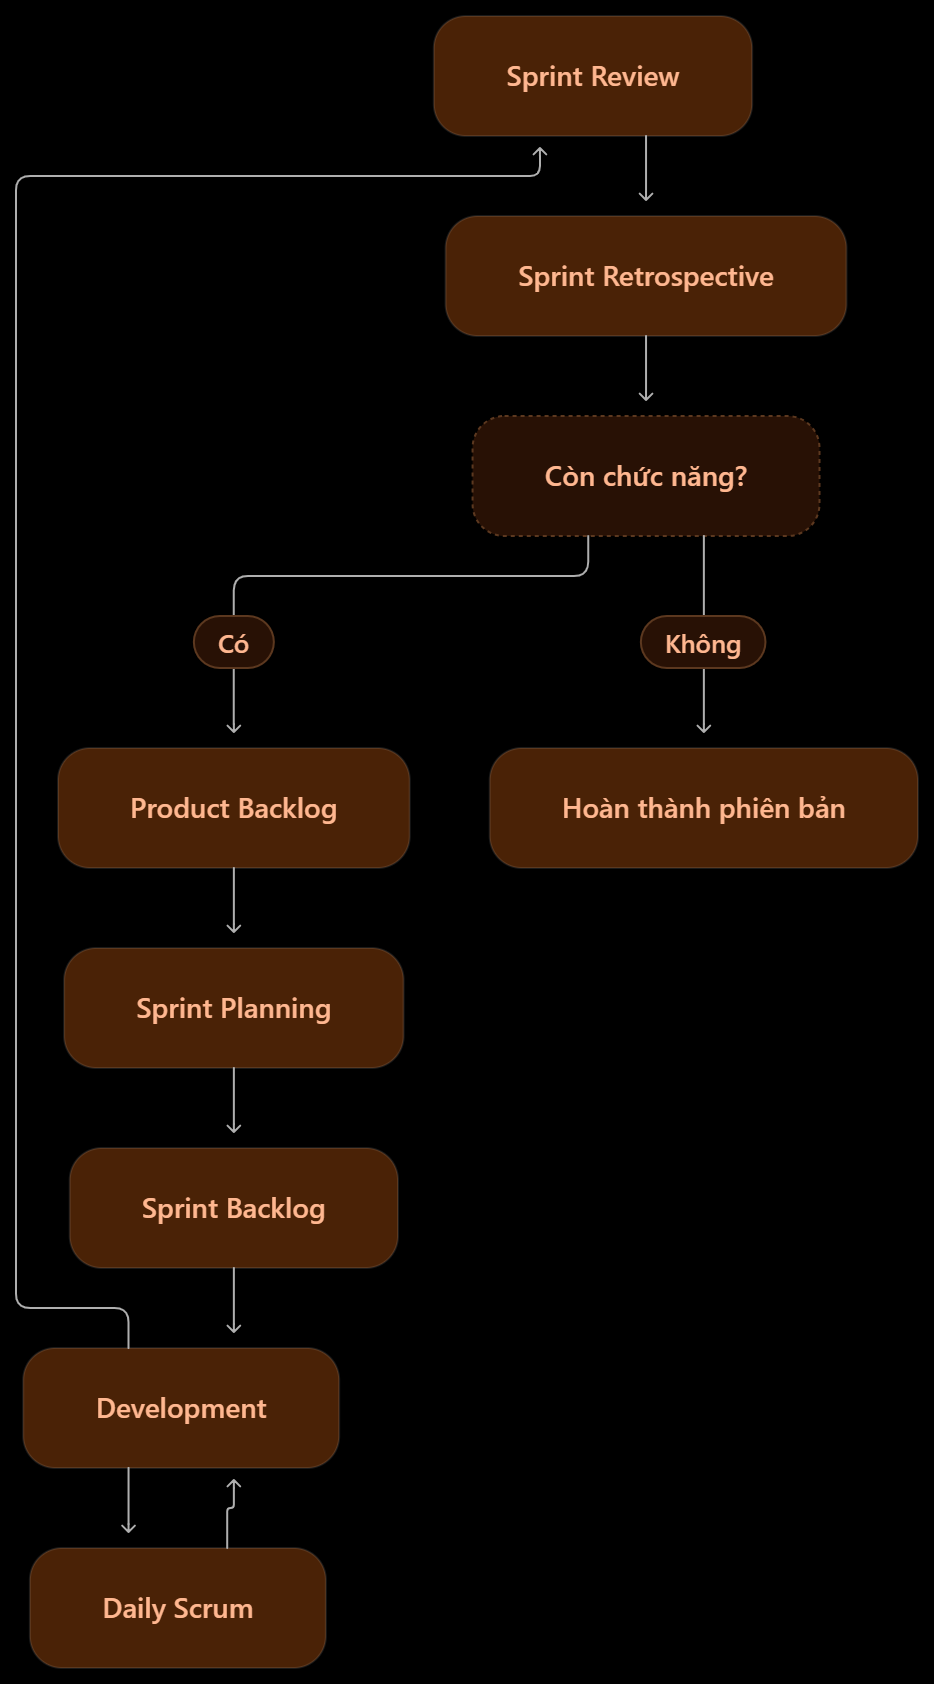 Sprint Review
Sprint Retrospective
Còn chức năng?
Có
Không
Product Backlog
Hoàn thành phiên bản
Sprint Planning
Sprint Backlog
Development
Daily Scrum